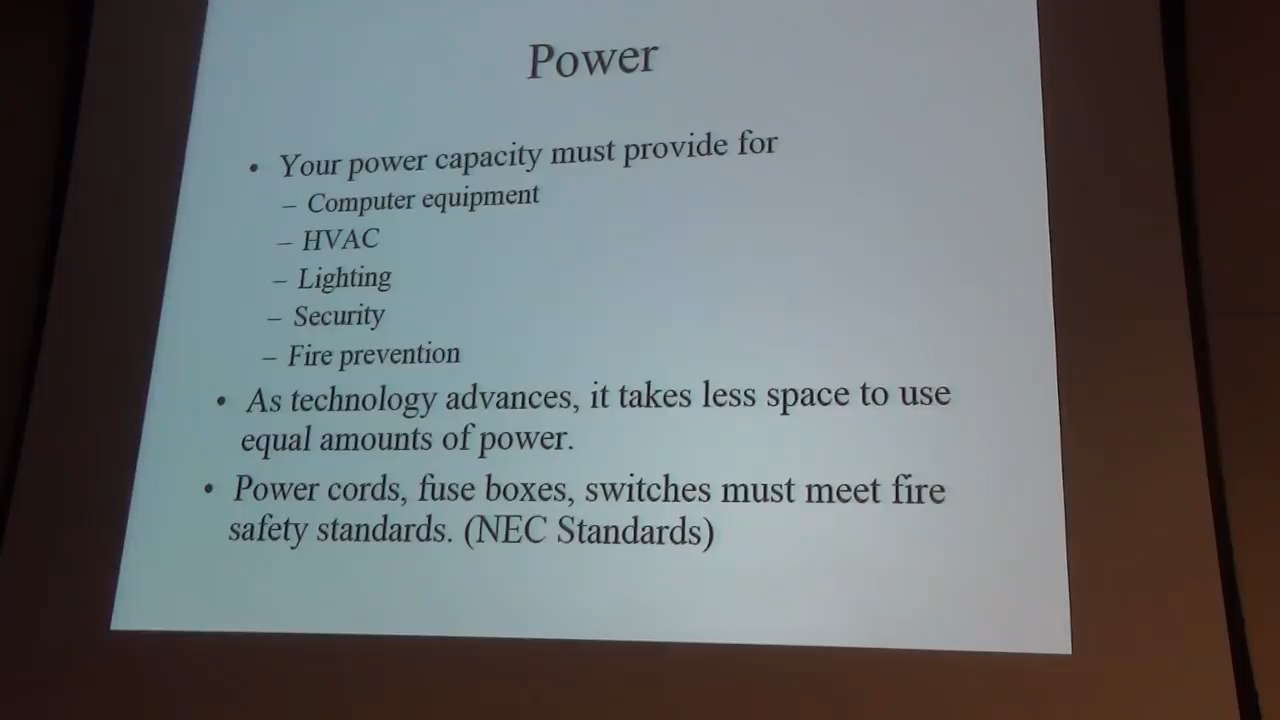 Power
• Your power capacity must provide for
– Computer equipment
– HVAC
– Lighting
– Security
– Fire prevention
• As technology advances, it takes less space to use
equal amounts of power.
• Power cords, fuse boxes, switches must meet fire
safety standards. (NEC Standards)